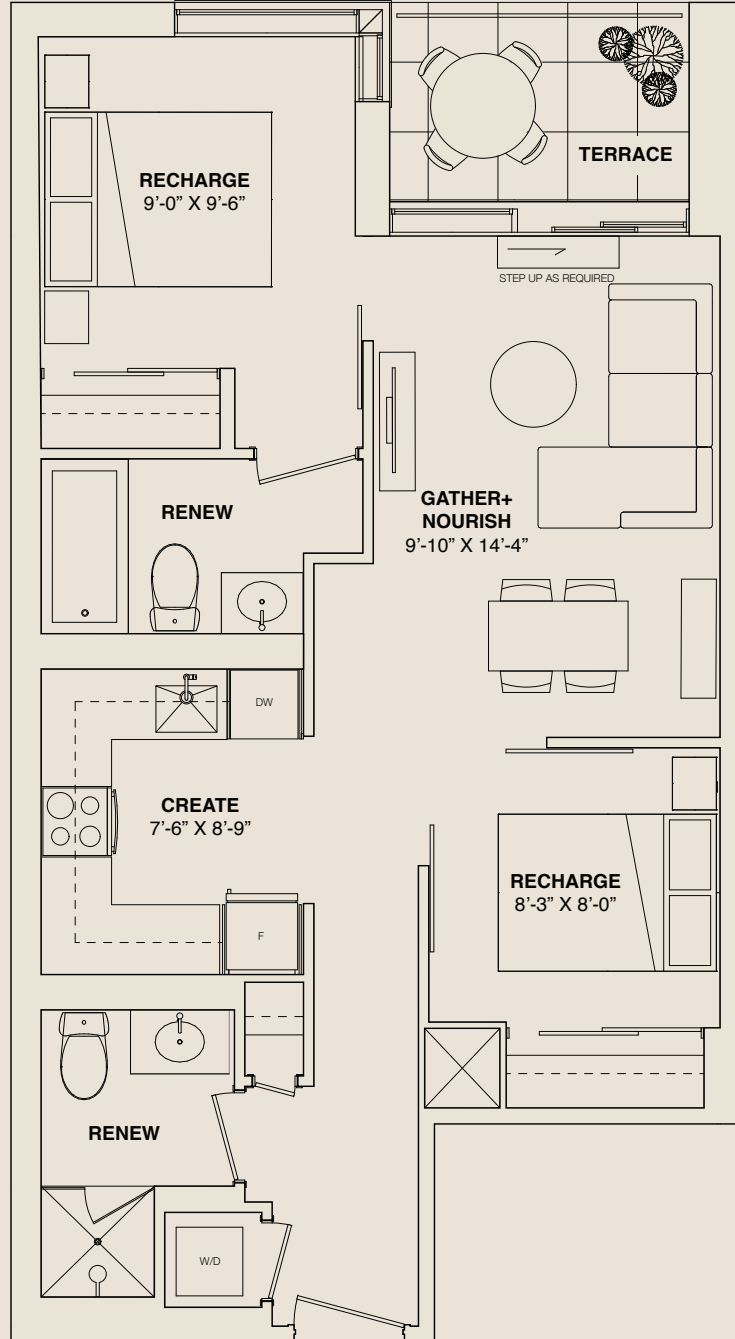 TERRACE
RECHARGE
9’-0” X 9’-6”
STEP UP AS REQUIRED
GATHER+
NOURISH
9’-10” X 14’-4”
RENEW
DW
CREATE
7’-6” X 8’-9”
RECHARGE
8’-3” X 8’-0”
F
RENEW
W/D